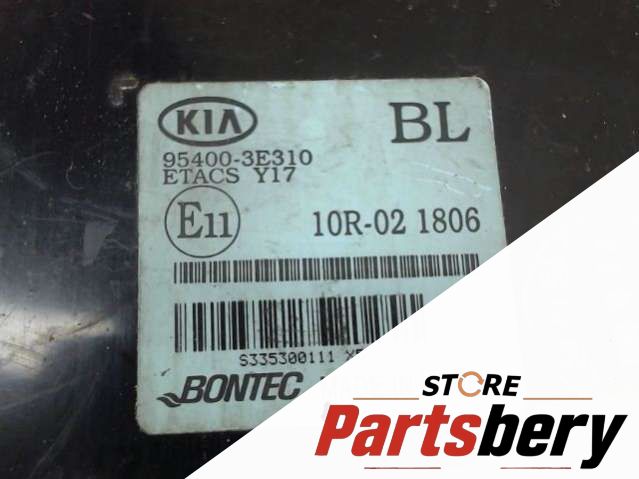 KIA
BL
95400-3E310
ETACS Y17
E11
10R-02 1806
S335300111
BONTEC
STORE
Partsbery